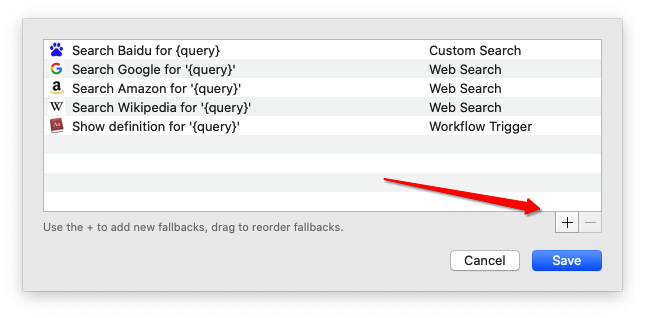 Search Baidu for {query} Custom Search
Search Google for '{query}' Web Search
a Search Amazon for '{query}' Web Search
W Search Wikipedia for '{query}' Web Search
Aa Show definition for '{query}' Workflow Trigger
Use the + to add new fallbacks, drag to reorder fallbacks.
+ −
Cancel Save